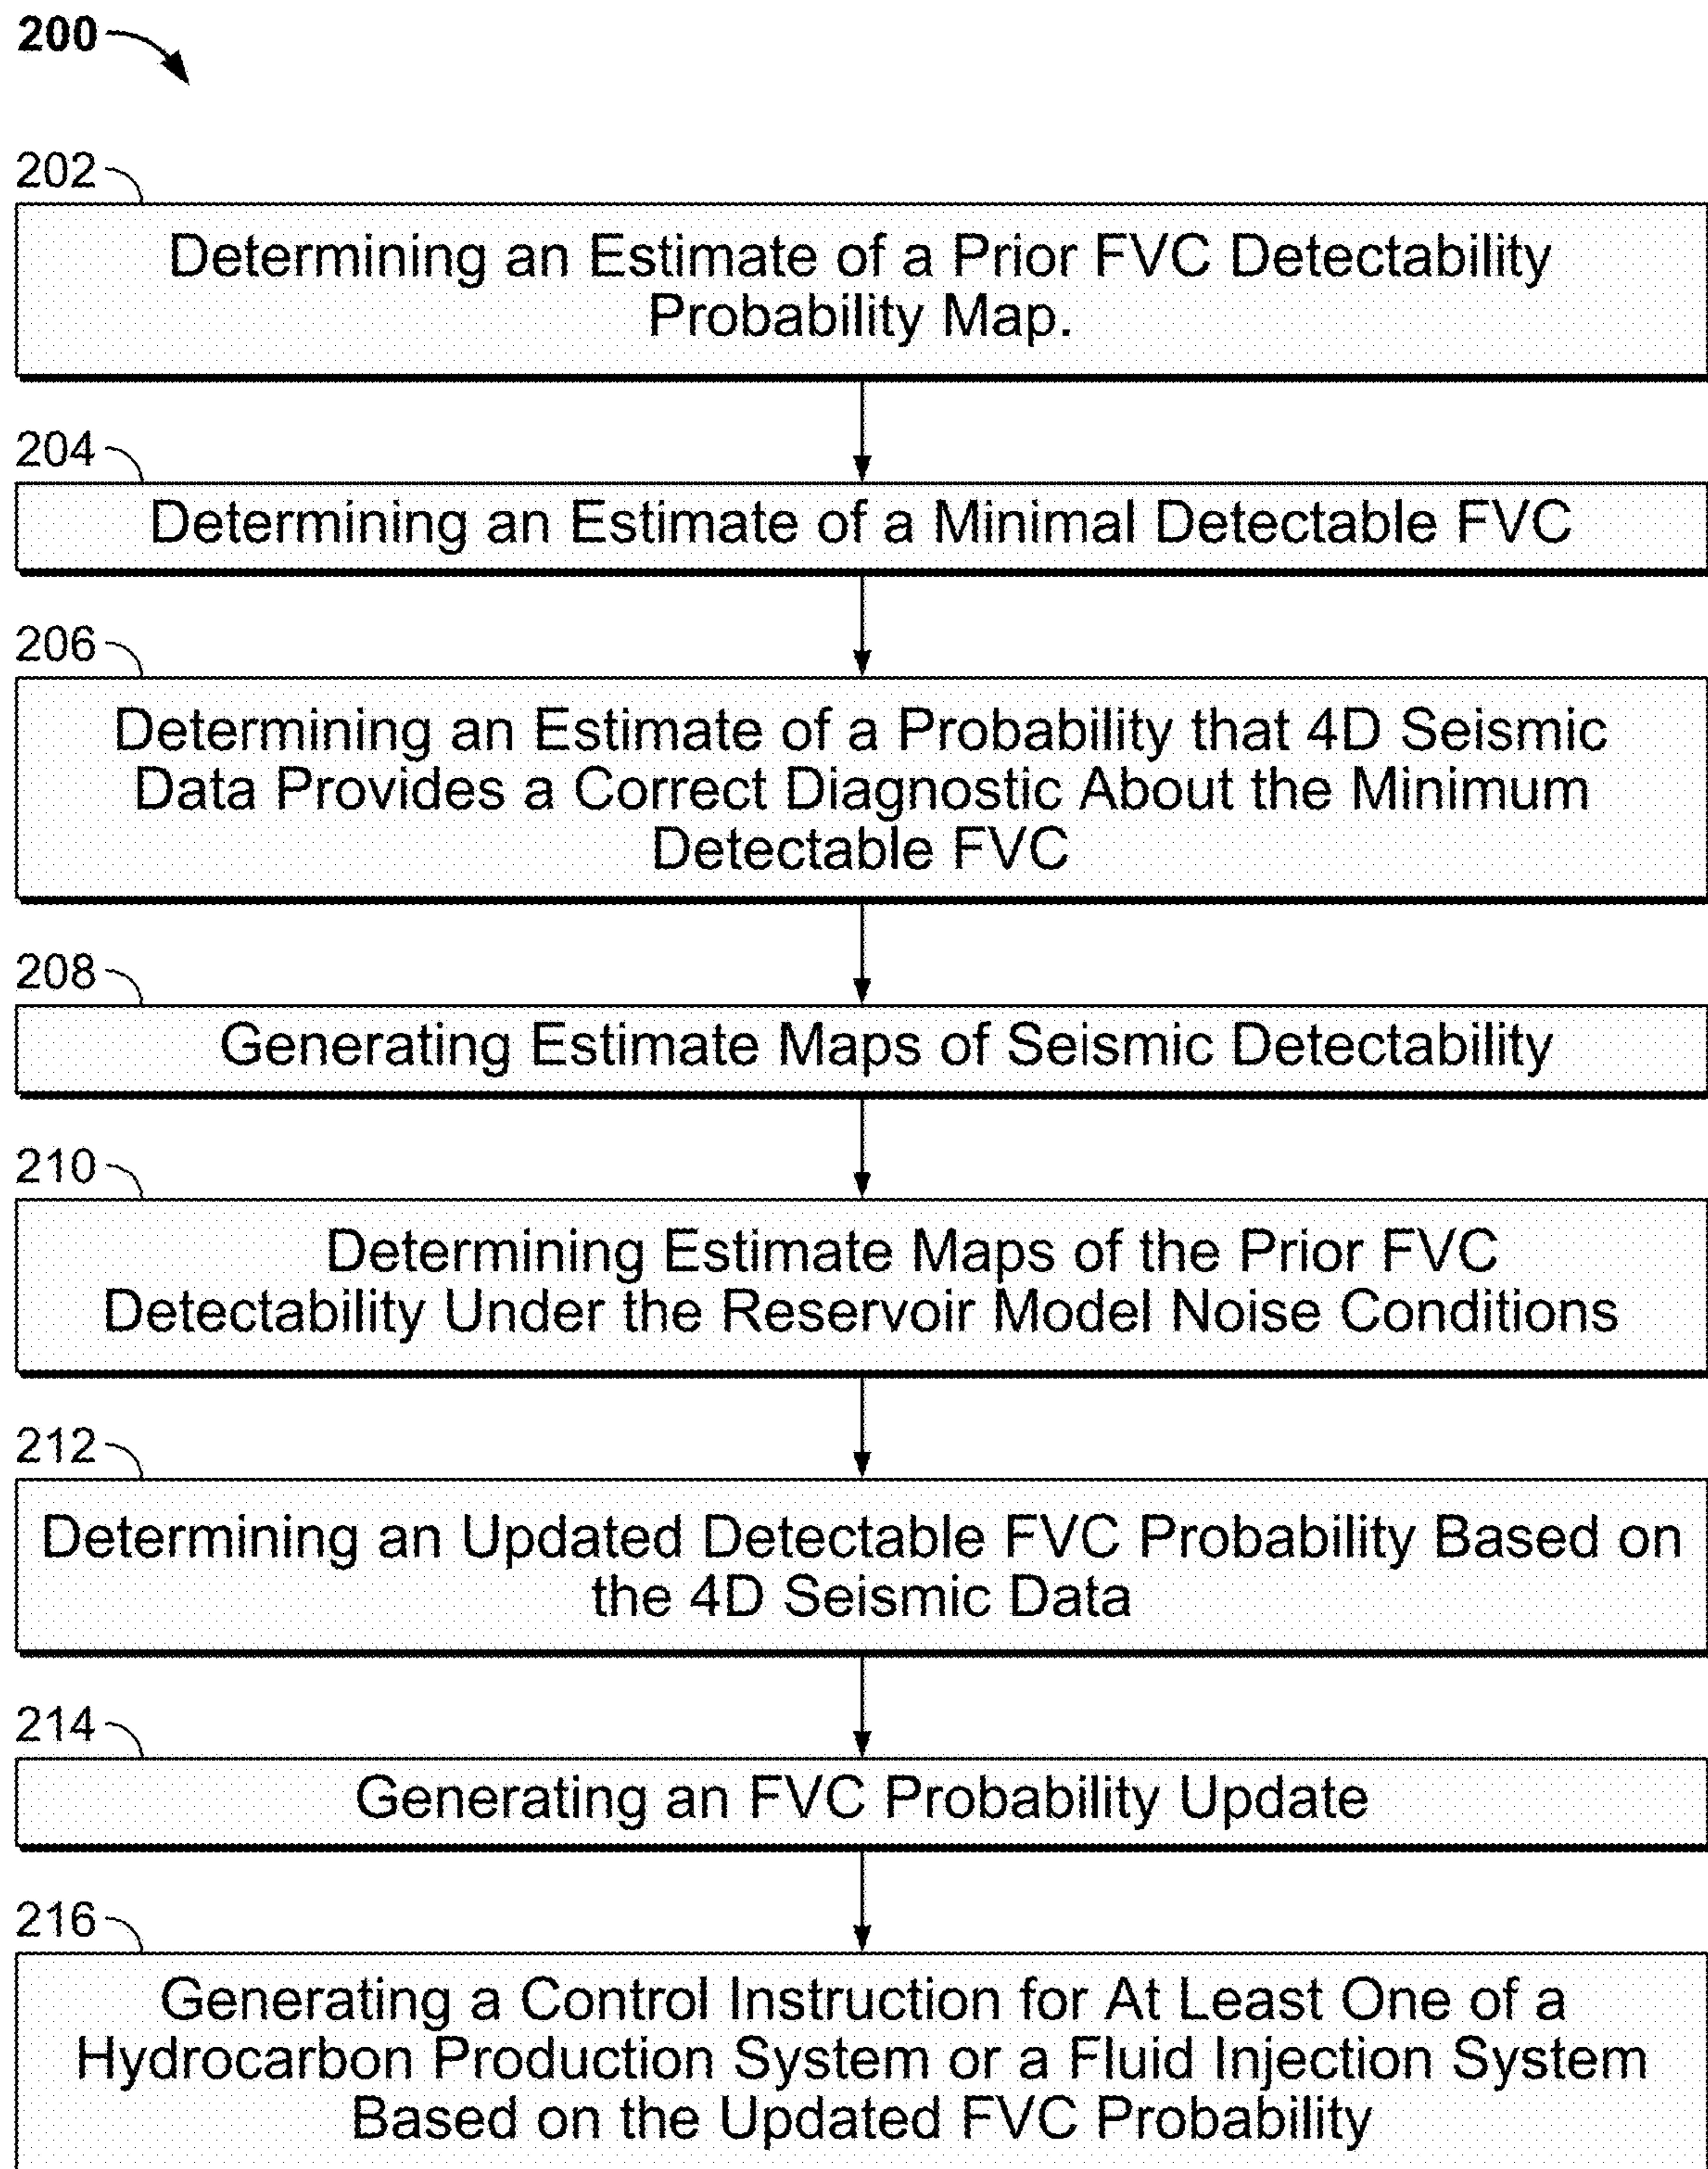 200
202
Determining an Estimate of a Prior FVC Detectability
Probability Map.
204
Determining an Estimate of a Minimal Detectable FVC
206
Determining an Estimate of a Probability that 4D Seismic
Data Provides a Correct Diagnostic About the Minimum
Detectable FVC
208
Generating Estimate Maps of Seismic Detectability
210
Determining Estimate Maps of the Prior FVC
Detectability Under the Reservoir Model Noise Conditions
212
Determining an Updated Detectable FVC Probability Based on
the 4D Seismic Data
214
Generating an FVC Probability Update
216
Generating a Control Instruction for At Least One of a
Hydrocarbon Production System or a Fluid Injection System
Based on the Updated FVC Probability